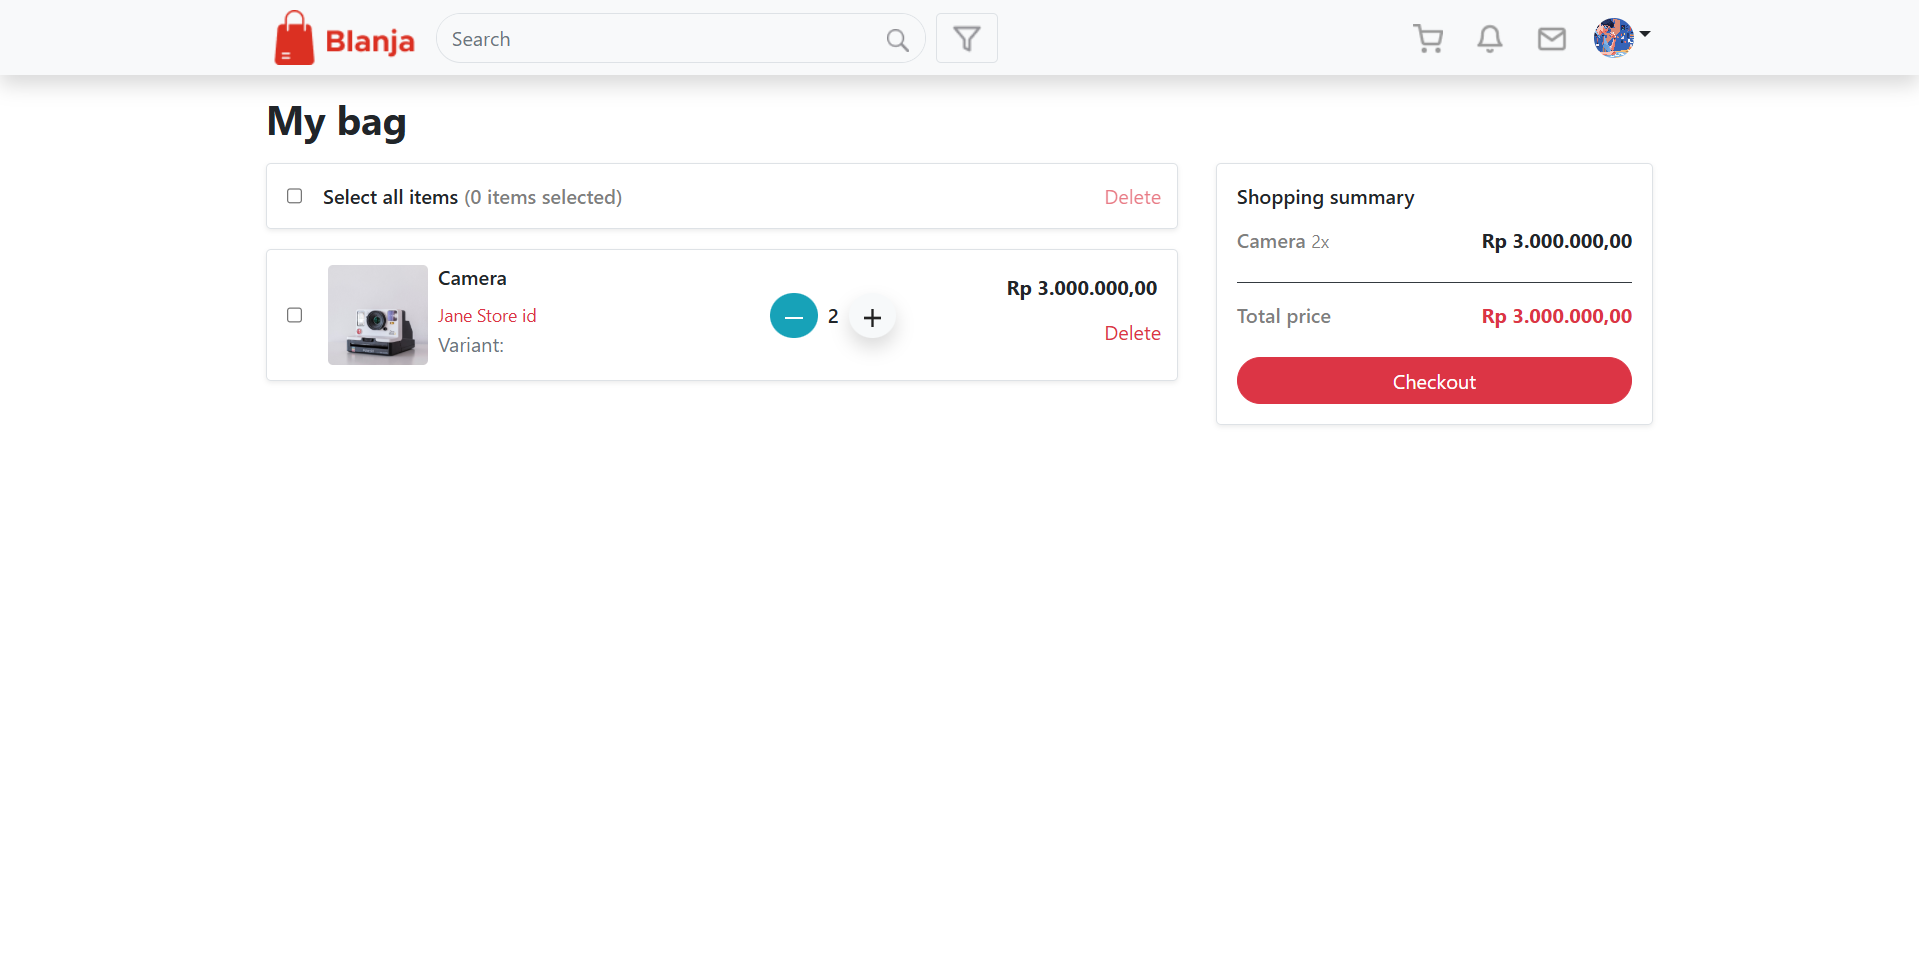 Blanja
Search
My bag
Select all items (0 items selected)
Delete
Camera
Jane Store id
Variant:
2
Rp 3.000.000,00
Delete
Shopping summary
Camera 2x
Rp 3.000.000,00
Total price
Rp 3.000.000,00
Checkout